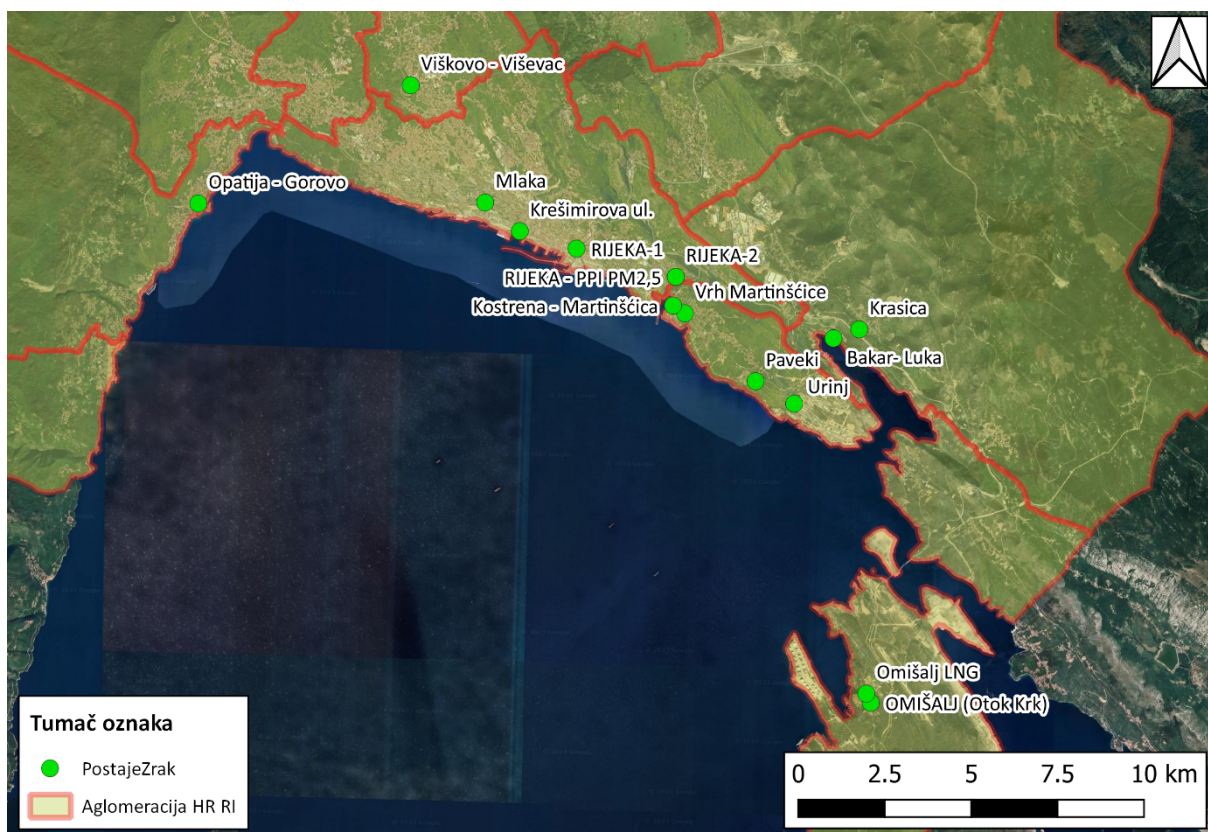 Viškovo - Viševac
Opatija - Gorovo
Mlaka
Krešimirova ul.
RIJEKA-1
RIJEKA-2
RIJEKA - PPI PM2,5
Vrh Martinšćice
Kostrena - Martinšćica
Krasica
Bakar- Luka
Paveki
Urinj
Omišalj LNG
OMIŠALJ (Otok Krk)
Tumač oznaka
PostajeZrak
Aglomeracija HR RI
0 2.5 5 7.5 10 km